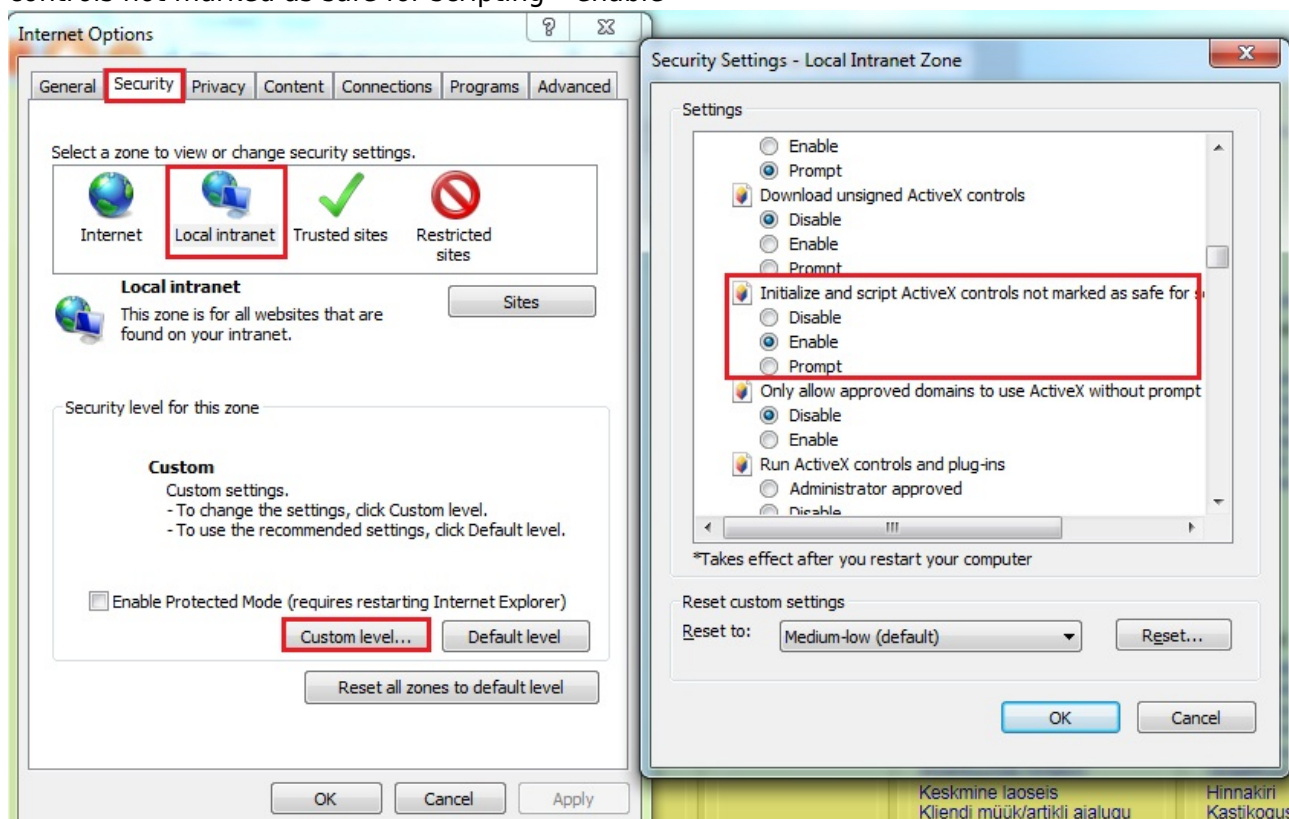 controls not marked as safe for scripting – enable
Internet Options
General Security Privacy Content Connections Programs Advanced
Select a zone to view or change security settings.
Internet Local intranet Trusted sites Restricted sites
Local intranet
This zone is for all websites that are
found on your intranet.
Sites
Security level for this zone
Custom
Custom settings.
- To change the settings, click Custom level.
- To use the recommended settings, click Default level.
Enable Protected Mode (requires restarting Internet Explorer)
Custom level... Default level
Reset all zones to default level
OK Cancel Apply
Security Settings - Local Intranet Zone
Settings
Enable
Prompt
Download unsigned ActiveX controls
Disable
Enable
Prompt
Initialize and script ActiveX controls not marked as safe for
Disable
Enable
Prompt
Only allow approved domains to use ActiveX without prompt
Disable
Enable
Run ActiveX controls and plug-ins
Administrator approved
Disable
*Takes effect after you restart your computer
Reset custom settings
Reset to: Medium-low (default) Reset...
OK Cancel
Keskmine laoseis Hinnakiri
Kliendi müük/artikli ajalugu Kastikogus